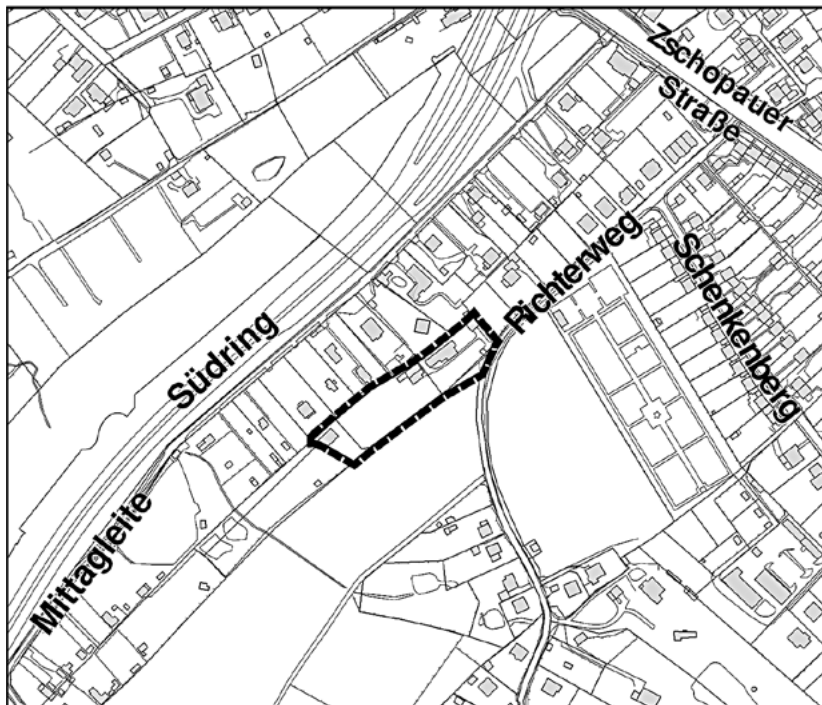 Zschopauer
Straße
Richterweg
Schenkenberg
Südring
Mittagleite